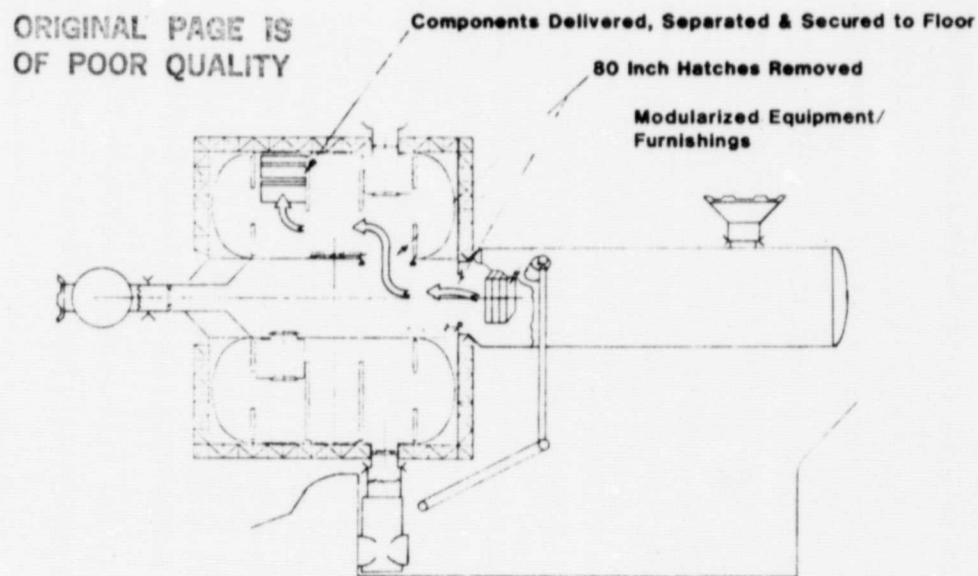 ORIGINAL PAGE IS
OF POOR QUALITY
Components Delivered, Separated & Secured to Floor
80 Inch Hatches Removed
Modularized Equipment/
Furnishings